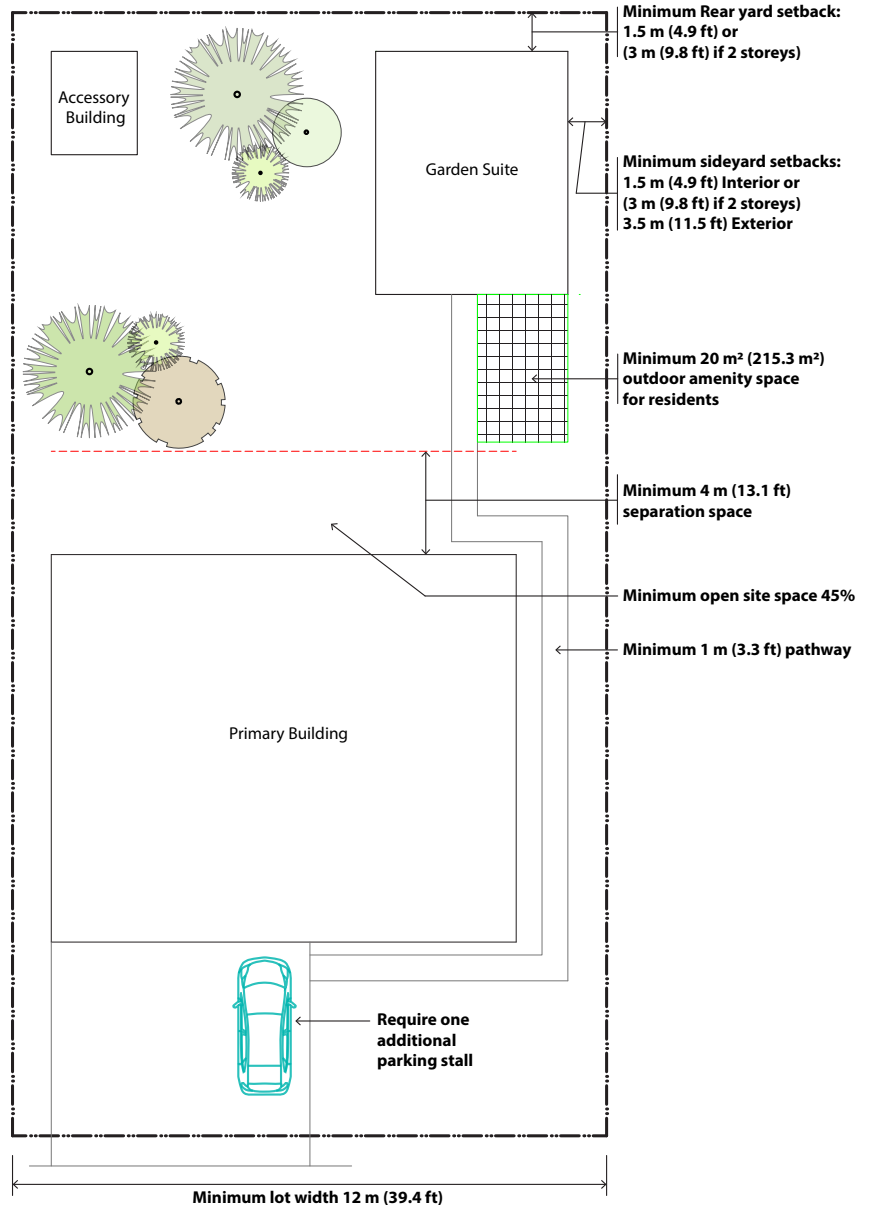 Minimum Rear yard setback:
1.5 m (4.9 ft) or
(3 m (9.8 ft) if 2 storeys)
Accessory
Building
Garden Suite
Minimum sideyard setbacks:
1.5 m (4.9 ft) Interior or
(3 m (9.8 ft) if 2 storeys)
3.5 m (11.5 ft) Exterior
Minimum 20 m² (215.3 m²)
outdoor amenity space
for residents
Minimum 4 m (13.1 ft)
separation space
Minimum open site space 45%
Minimum 1 m (3.3 ft) pathway
Primary Building
Require one
additional
parking stall
Minimum lot width 12 m (39.4 ft)